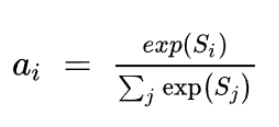 a_i = exp(S_i) / ∑_j exp(S_j)